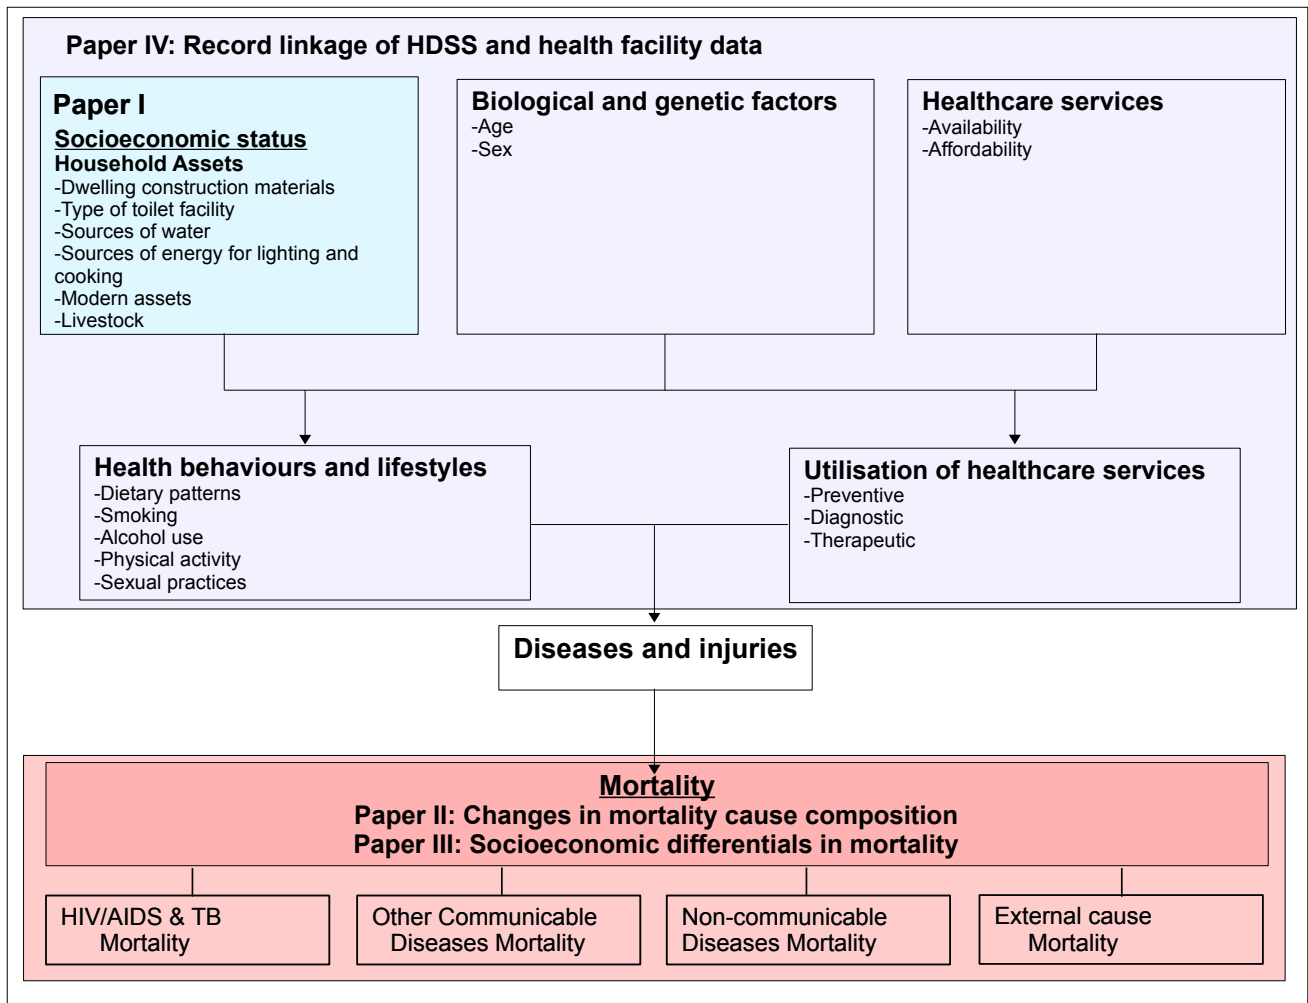 Paper IV: Record linkage of HDSS and health facility data
Paper I
Socioeconomic status
Household Assets
-Dwelling construction materials
-Type of toilet facility
-Sources of water
-Sources of energy for lighting and
cooking
-Modern assets
-Livestock
Biological and genetic factors
-Age
-Sex
Healthcare services
-Availability
-Affordability
Health behaviours and lifestyles
-Dietary patterns
-Smoking
-Alcohol use
-Physical activity
-Sexual practices
Utilisation of healthcare services
-Preventive
-Diagnostic
-Therapeutic
Diseases and injuries
Mortality
Paper II: Changes in mortality cause composition
Paper III: Socioeconomic differentials in mortality
HIV/AIDS & TB
Mortality
Other Communicable
Diseases Mortality
Non-communicable
Diseases Mortality
External cause
Mortality